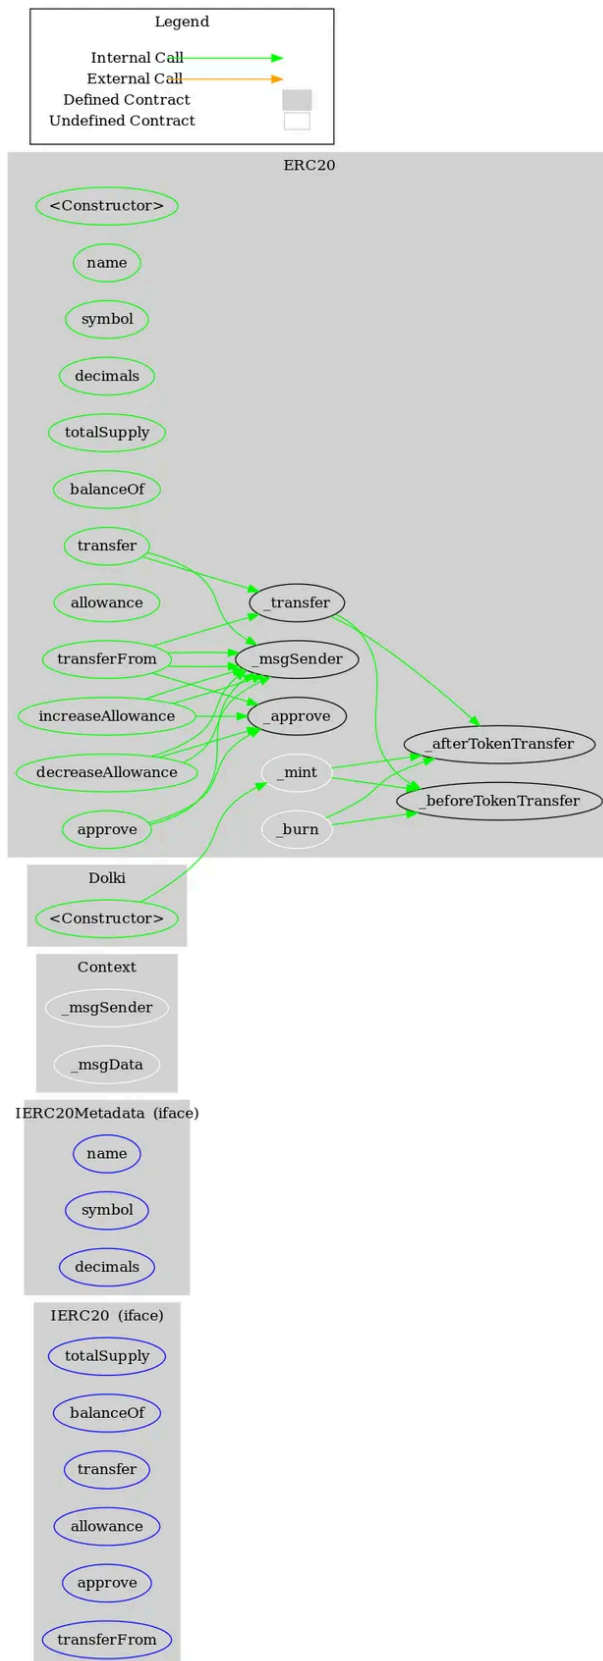 Legend
Internal Call
External Call
Defined Contract
Undefined Contract
ERC20
<Constructor>
name
symbol
decimals
totalSupply
balanceOf
transfer
allowance
_transfer
transferFrom
_msgSender
increaseAllowance
_approve
_afterTokenTransfer
decreaseAllowance
_mint
_beforeTokenTransfer
approve
_burn
Dolki
<Constructor>
Context
_msgSender
_msgData
IERC20Metadata (iface)
name
symbol
decimals
IERC20 (iface)
totalSupply
balanceOf
transfer
allowance
approve
transferFrom